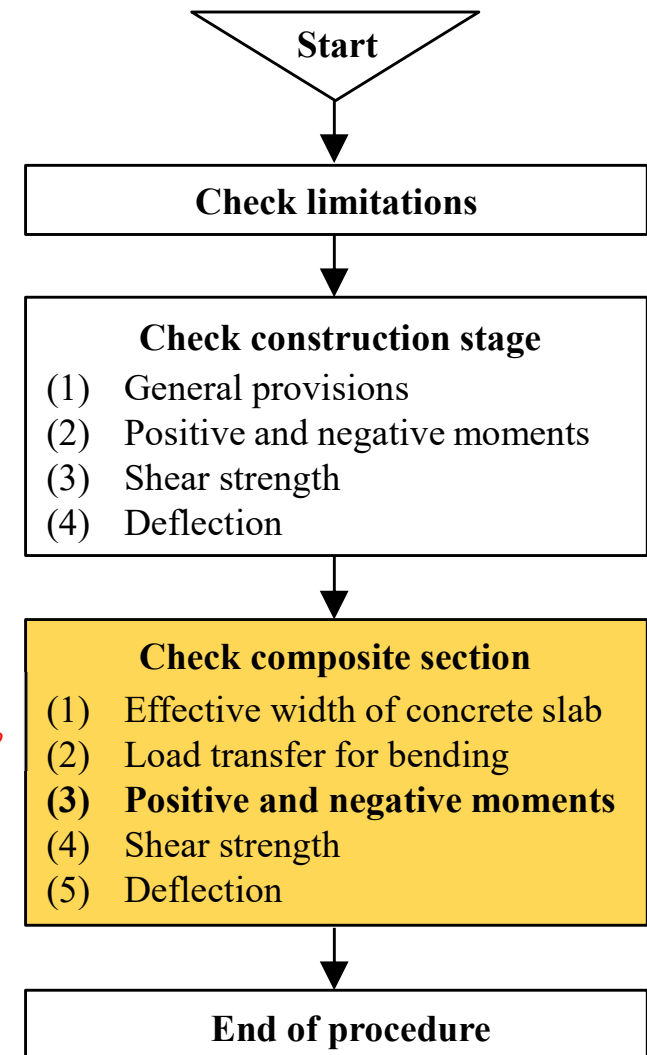 Start
Check limitations
Check construction stage
(1) General provisions
(2) Positive and negative moments
(3) Shear strength
(4) Deflection
Check composite section
(1) Effective width of concrete slab
(2) Load transfer for bending
(3) Positive and negative moments
(4) Shear strength
(5) Deflection
End of procedure